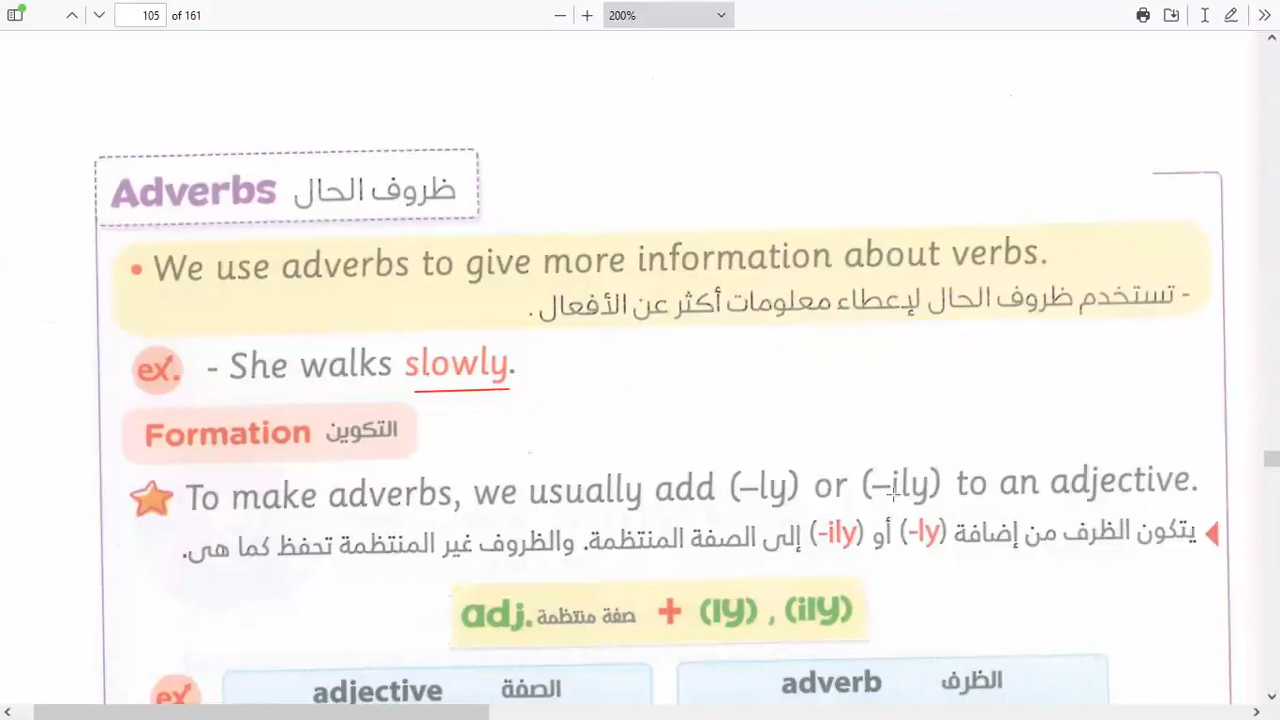 105 of 161 200%
Adverbs ظروف الحال
• We use adverbs to give more information about verbs.
- تستخدم ظروف الحال لإعطاء معلومات أكثر عن الأفعال .
ex. - She walks slowly.
Formation التكوين
To make adverbs, we usually add (–ly) or (–ily) to an adjective.
يتكون الظرف من إضافة (-ly) أو (-ily) إلى الصفة المنتظمة. والظروف غير المنتظمة تحفظ كما هى.
adj. صفة منتظمة + (ly) , (ily)
ex adjective الصفة adverb الظرف